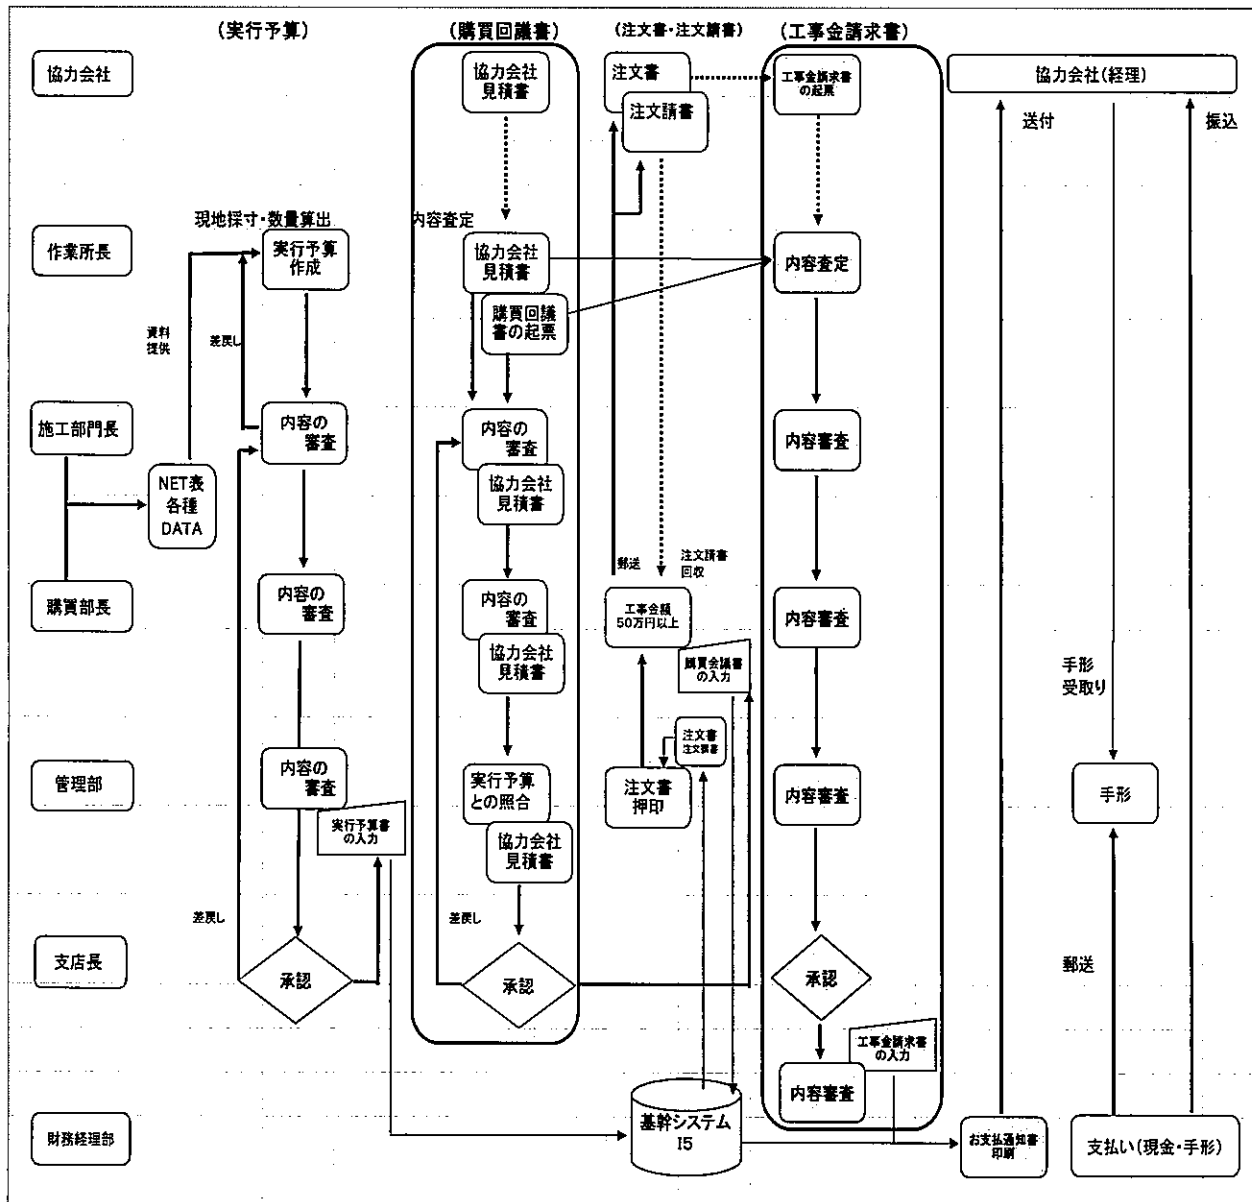 (実行予算)
(購買回議書)
(注文書・注文請書)
(工事金請求書)
協力会社
協力会社
見積書
注文書
注文請書
工事金請求書
の起票
協力会社(経理)
送付
振込
現地採寸・数量算出
内容査定
作業所長
実行予算
作成
協力会社
見積書
内容査定
購買回議
書の起票
資料
提供
差戻し
施工部門長
内容の
審査
内容の
審査
協力会社
見積書
内容審査
NET表
各種
DATA
郵送
注文請書
回収
購買部長
内容の
審査
内容の
審査
協力会社
見積書
工事金額
50万円以上
購買会議書
の入力
内容審査
手形
受取り
管理部
内容の
審査
実行予算書
の入力
実行予算
との照合
協力会社
見積書
注文書
注文請書
注文書
押印
内容審査
手形
差戻し
差戻し
支店長
承認
承認
承認
郵送
工事金請求書
の入力
内容審査
財務経理部
基幹システム
I5
お支払通知書
印刷
支払い(現金・手形)